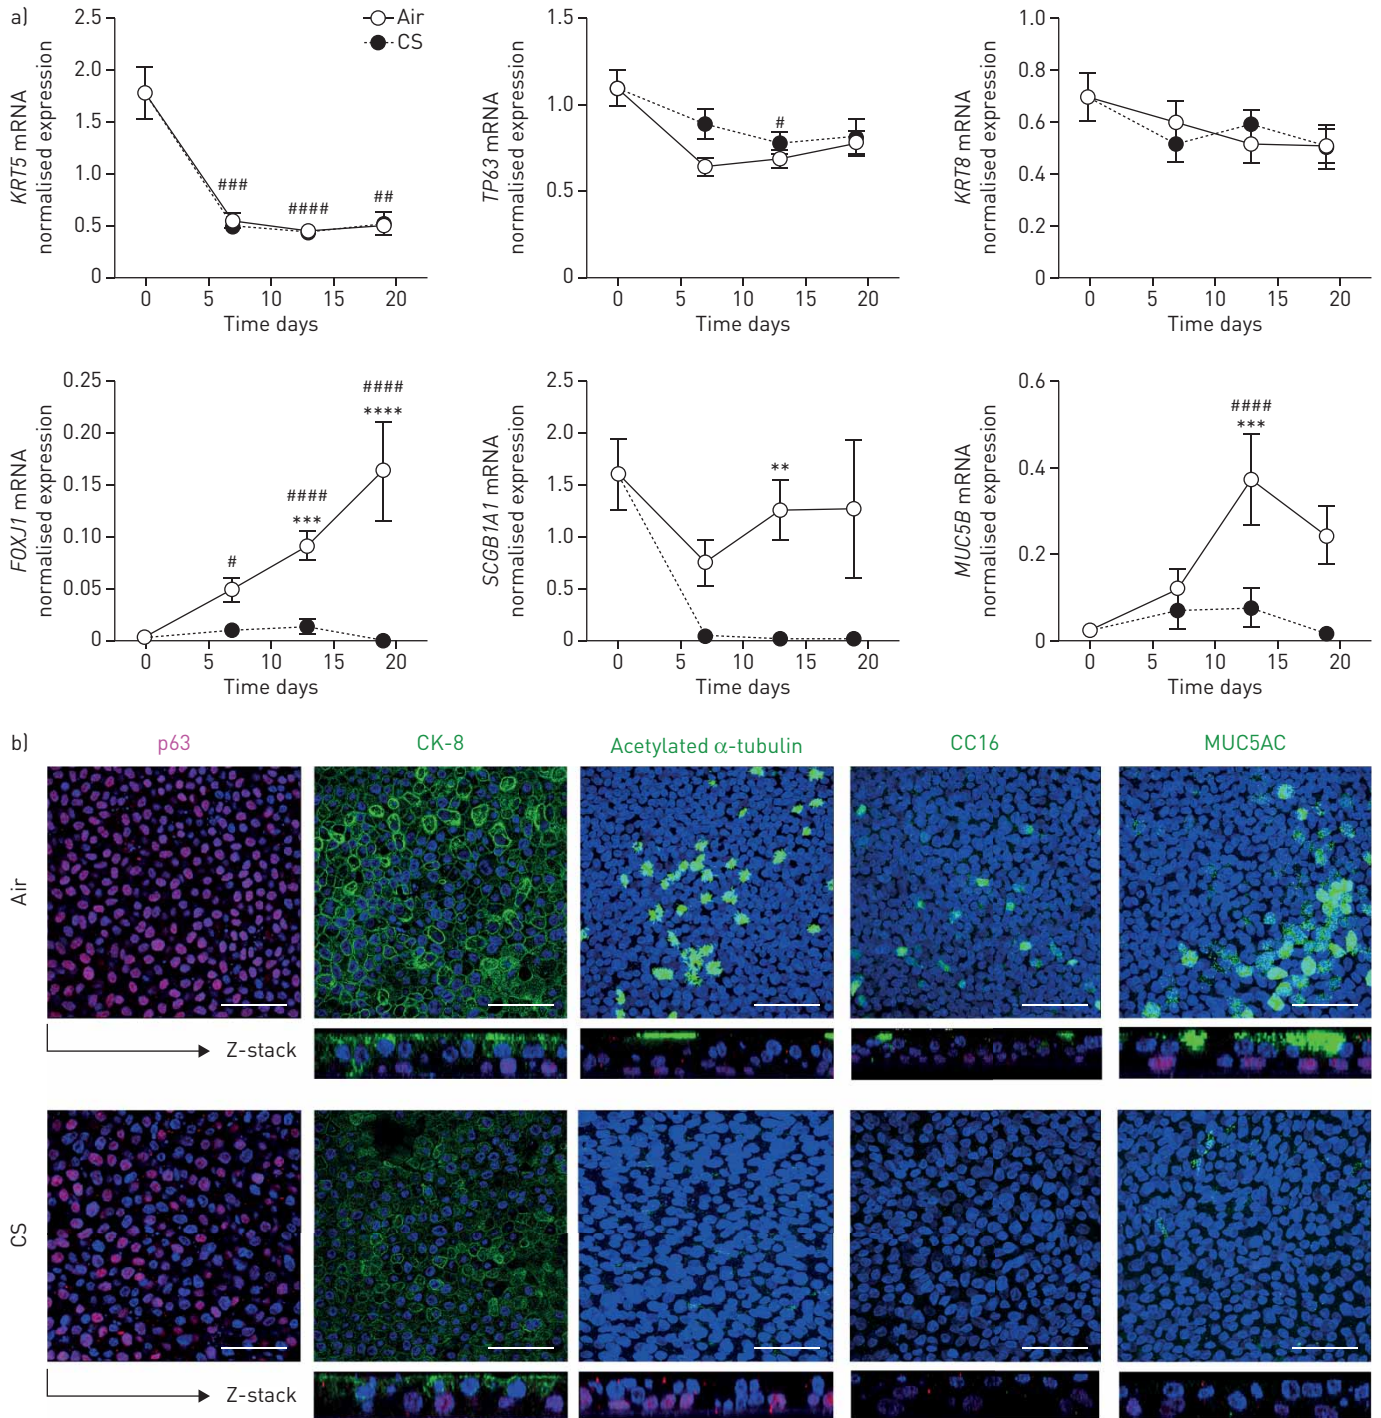 a)
Air
CS
KRT5 mRNA
normalised expression
2.5
2.0
1.5
1.0
0.5
0
###
####
##
0 5 10 15 20
Time days
TP63 mRNA
normalised expression
1.5
1.0
0.5
0
#
0 5 10 15 20
Time days
KRT8 mRNA
normalised expression
1.0
0.8
0.6
0.4
0.2
0
0 5 10 15 20
Time days
FOXJ1 mRNA
normalised expression
0.25
0.20
0.15
0.10
0.05
0
#
####
***
####
****
0 5 10 15 20
Time days
SCGB1A1 mRNA
normalised expression
2.5
2.0
1.5
1.0
0.5
0
**
0 5 10 15 20
Time days
MUC5B mRNA
normalised expression
0.6
0.4
0.2
0
####
***
0 5 10 15 20
Time days
b)
p63 CK-8 Acetylated α-tubulin CC16 MUC5AC
Air
Z-stack
CS
Z-stack